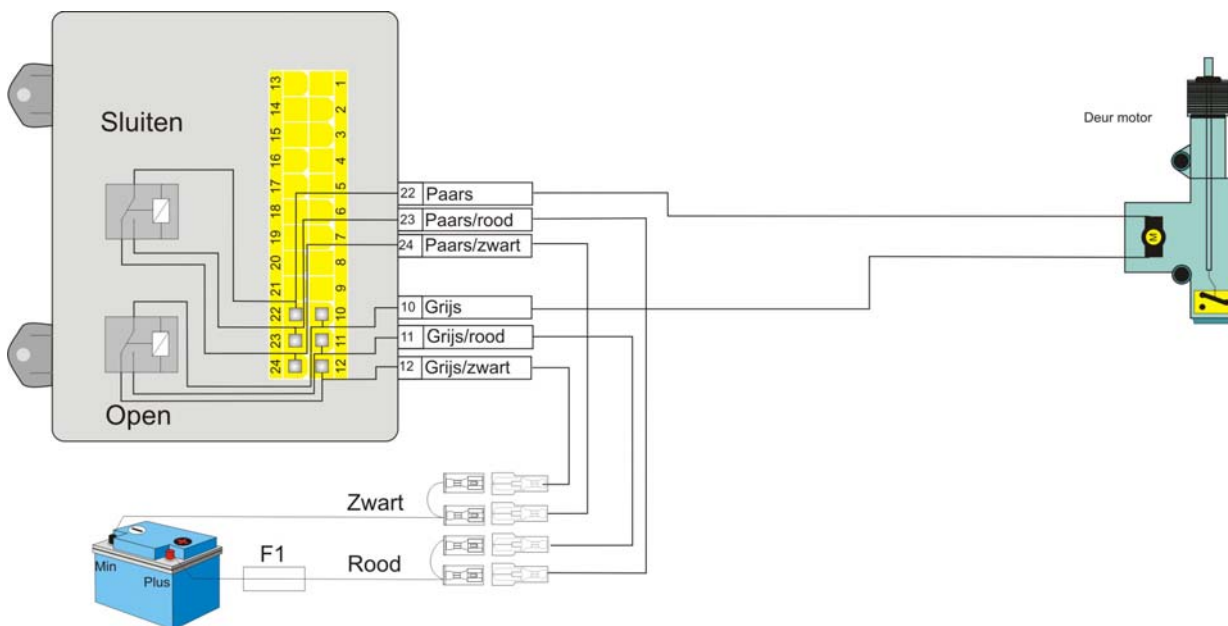 Sluiten
13 1
14 2
15 3
16 4
17 5
18 6
19 7
20 8
21 9
22 10
23 11
24 12
Open
22 Paars
23 Paars/rood
24 Paars/zwart
10 Grijs
11 Grijs/rood
12 Grijs/zwart
Deur motor
M
Zwart
F1
Rood
Min
Plus